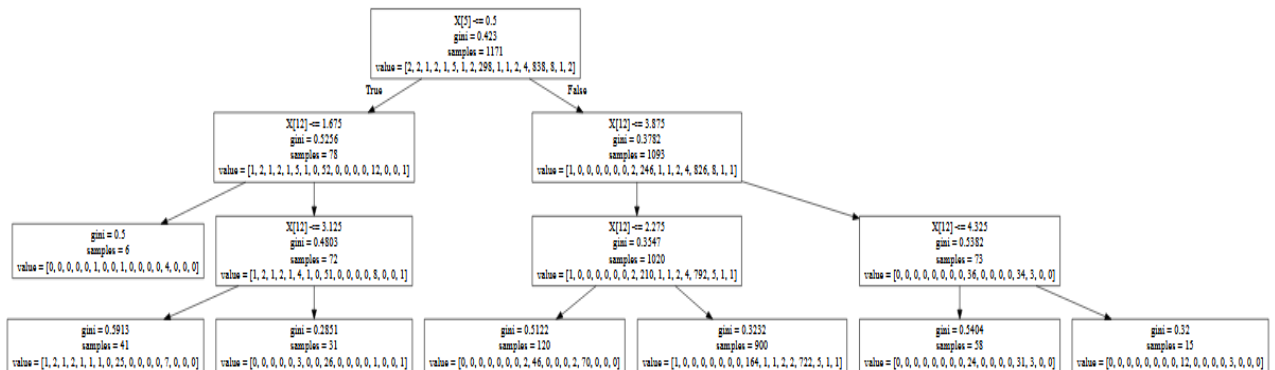 X[5] <= 0.5
gini = 0.423
samples = 1171
value = [2, 2, 1, 2, 1, 5, 1, 2, 298, 1, 1, 2, 4, 838, 8, 1, 2]
True
False
X[12] <= 1.675
gini = 0.5256
samples = 78
value = [1, 2, 1, 2, 1, 5, 1, 0, 52, 0, 0, 0, 0, 12, 0, 0, 1]
X[12] <= 3.875
gini = 0.3782
samples = 1093
value = [1, 0, 0, 0, 0, 0, 0, 2, 246, 1, 1, 2, 4, 826, 8, 1, 1]
gini = 0.5
samples = 6
value = [0, 0, 0, 0, 0, 1, 0, 0, 1, 0, 0, 0, 0, 4, 0, 0, 0]
X[12] <= 3.125
gini = 0.4803
samples = 72
value = [1, 2, 1, 2, 1, 4, 1, 0, 51, 0, 0, 0, 0, 8, 0, 0, 1]
X[12] <= 2.275
gini = 0.3547
samples = 1020
value = [1, 0, 0, 0, 0, 0, 0, 2, 210, 1, 1, 2, 4, 792, 5, 1, 1]
X[12] <= 4.325
gini = 0.5382
samples = 73
value = [0, 0, 0, 0, 0, 0, 0, 0, 36, 0, 0, 0, 0, 34, 3, 0, 0]
gini = 0.5913
samples = 41
value = [1, 2, 1, 2, 1, 1, 1, 0, 25, 0, 0, 0, 0, 7, 0, 0, 0]
gini = 0.2851
samples = 31
value = [0, 0, 0, 0, 0, 3, 0, 0, 26, 0, 0, 0, 0, 1, 0, 0, 1]
gini = 0.5122
samples = 120
value = [0, 0, 0, 0, 0, 0, 0, 2, 46, 0, 0, 0, 2, 70, 0, 0, 0]
gini = 0.3232
samples = 900
value = [1, 0, 0, 0, 0, 0, 0, 0, 164, 1, 1, 2, 2, 722, 5, 1, 1]
gini = 0.5404
samples = 58
value = [0, 0, 0, 0, 0, 0, 0, 0, 24, 0, 0, 0, 0, 31, 3, 0, 0]
gini = 0.32
samples = 15
value = [0, 0, 0, 0, 0, 0, 0, 0, 12, 0, 0, 0, 0, 3, 0, 0, 0]